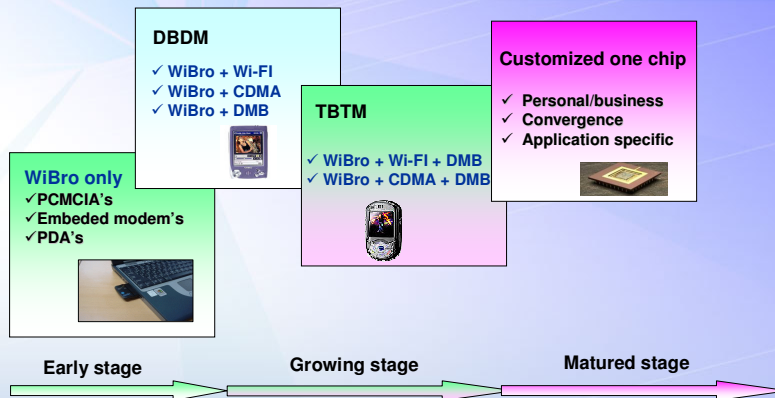 DBDM
✓ WiBro + Wi-FI
✓ WiBro + CDMA
✓ WiBro + DMB
Customized one chip
✓ Personal/business
✓ Convergence
✓ Application specific
TBTM
✓ WiBro + Wi-FI + DMB
✓ WiBro + CDMA + DMB
WiBro only
✓PCMCIA's
✓Embeded modem's
✓PDA's
Early stage
Growing stage
Matured stage